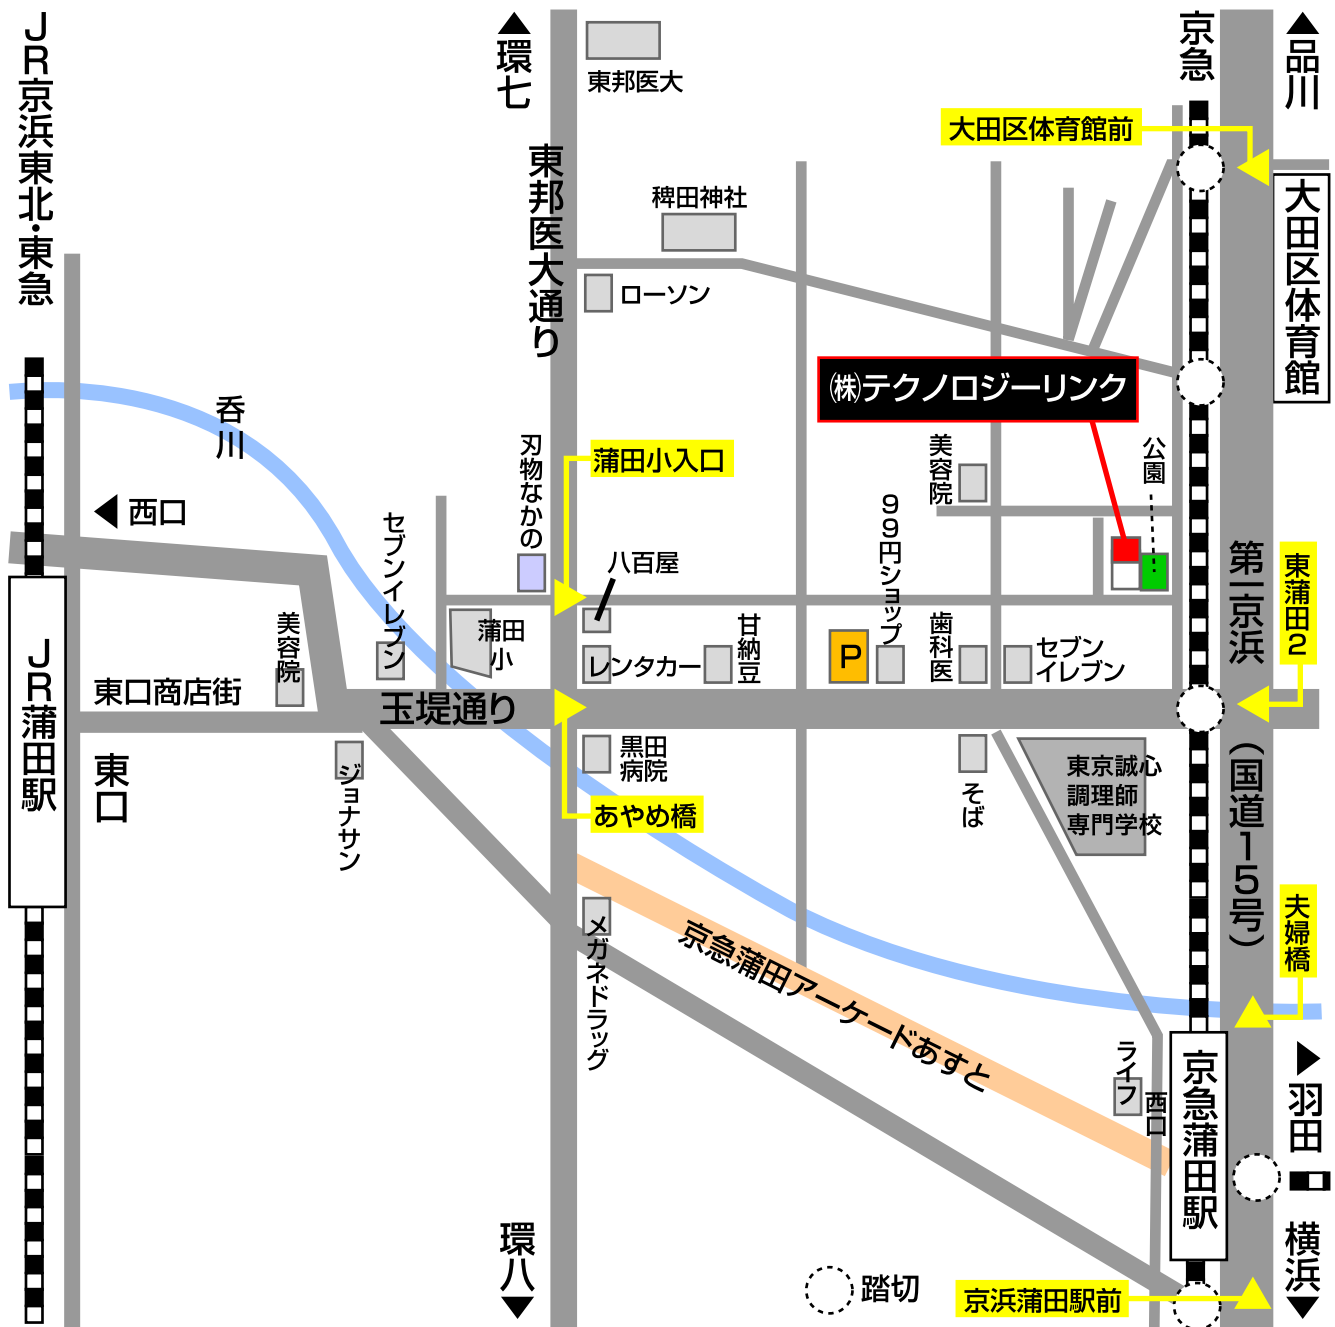 JR京浜東北・東急
▲環七
東邦医大
京急
▲品川
大田区体育館前
東邦医大通り
稗田神社
大田区体育館
ローソン
㈱テクノロジーリンク
呑川
刃物なかの
蒲田小入口
美容院
公園
◀西口
セブンイレブン
99円ショップ
八百屋
第一京浜
(国道15号)
東蒲田2
美容院
蒲田
小
甘納豆
レンタカー
P
歯科医
セブン
イレブン
JR蒲田駅
東口商店街
玉堤通り
東口
ジョナサン
黒田
病院
そば
東京誠心
調理師
専門学校
あやめ橋
夫婦橋
メガネドラッグ
京急蒲田アーケードあすと
ライフ
西口
京急蒲田駅
▶羽田
環八▼
踏切
京浜蒲田駅前
横浜▼